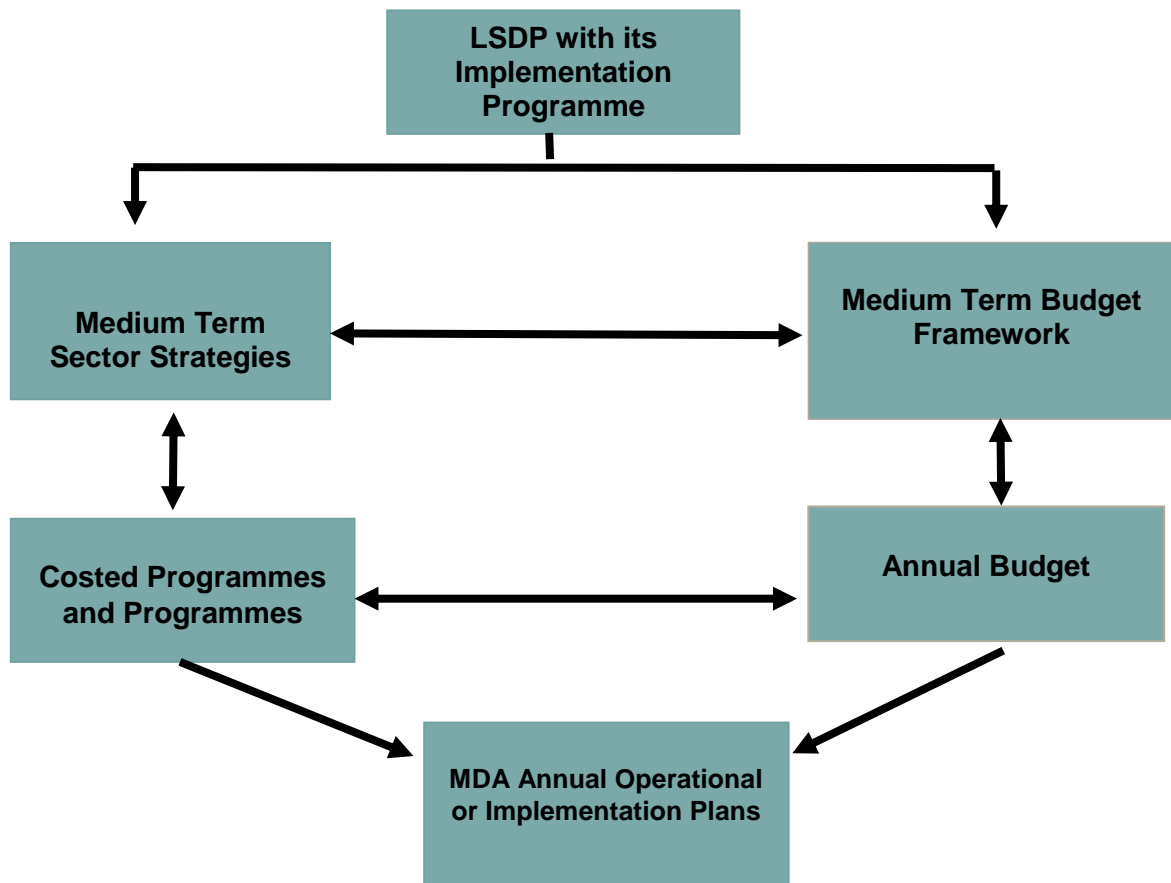 LSDP with its
Implementation
Programme
Medium Term
Sector Strategies
Medium Term Budget
Framework
Costed Programmes
and Programmes
Annual Budget
MDA Annual Operational
or Implementation Plans